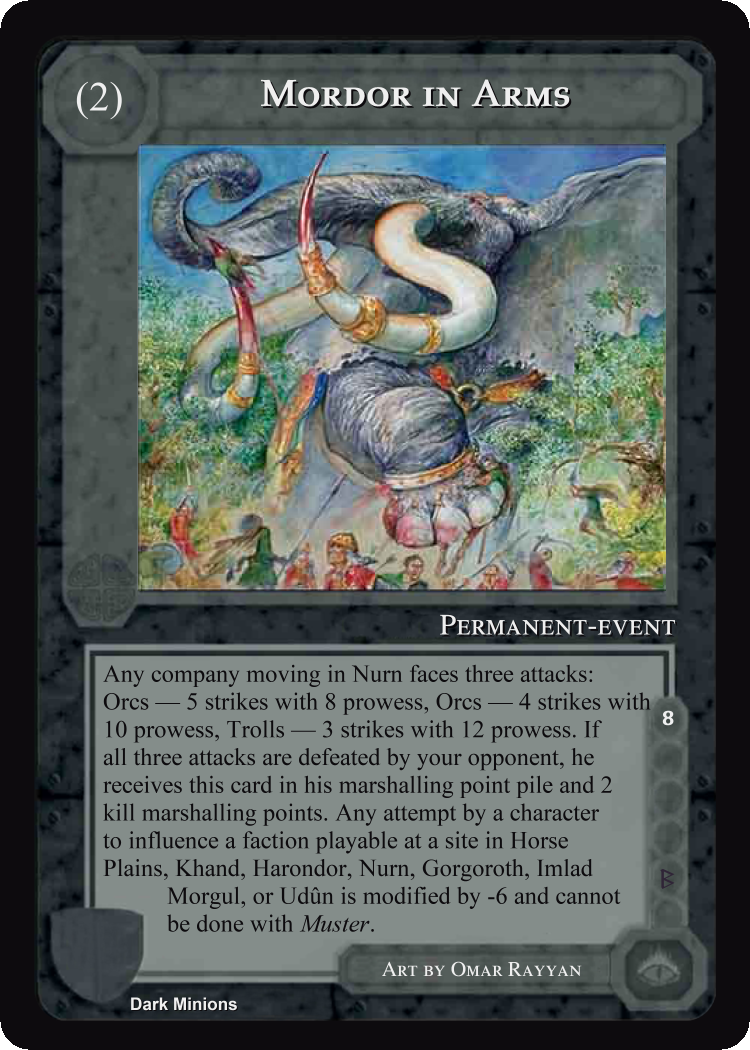 (2)
Mordor in Arms
Permanent-event
Any company moving in Nurn faces three attacks:
Orcs — 5 strikes with 8 prowess, Orcs — 4 strikes with
10 prowess, Trolls — 3 strikes with 12 prowess. If
all three attacks are defeated by your opponent, he
receives this card in his marshalling point pile and 2
kill marshalling points. Any attempt by a character
to influence a faction playable at a site in Horse
Plains, Khand, Harondor, Nurn, Gorgoroth, Imlad
Morgul, or Udûn is modified by -6 and cannot
be done with Muster.
8
B
Art by Omar Rayyan
Dark Minions